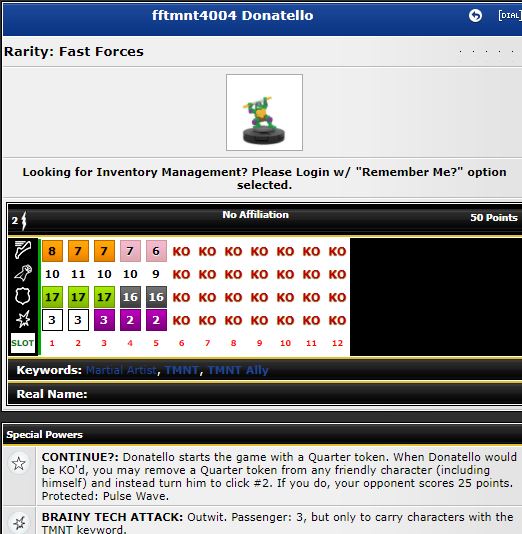 fftmnt4004 Donatello [DIAL]
Rarity: Fast Forces
Looking for Inventory Management? Please Login w/ "Remember Me?" option
selected.
2 No Affiliation 50 Points
8 7 7 7 6 KO KO KO KO KO KO KO
10 11 10 10 9 KO KO KO KO KO KO KO
17 17 17 16 16 KO KO KO KO KO KO KO
3 3 3 2 2 KO KO KO KO KO KO KO
SLOT 1 2 3 4 5 6 7 8 9 10 11 12
Keywords: Martial Artist, TMNT, TMNT Ally
Real Name:
Special Powers
CONTINUE?: Donatello starts the game with a Quarter token. When Donatello would
be KO'd, you may remove a Quarter token from any friendly character (including
himself) and instead turn him to click #2. If you do, your opponent scores 25 points.
Protected: Pulse Wave.
BRAINY TECH ATTACK: Outwit. Passenger: 3, but only to carry characters with the
TMNT keyword.